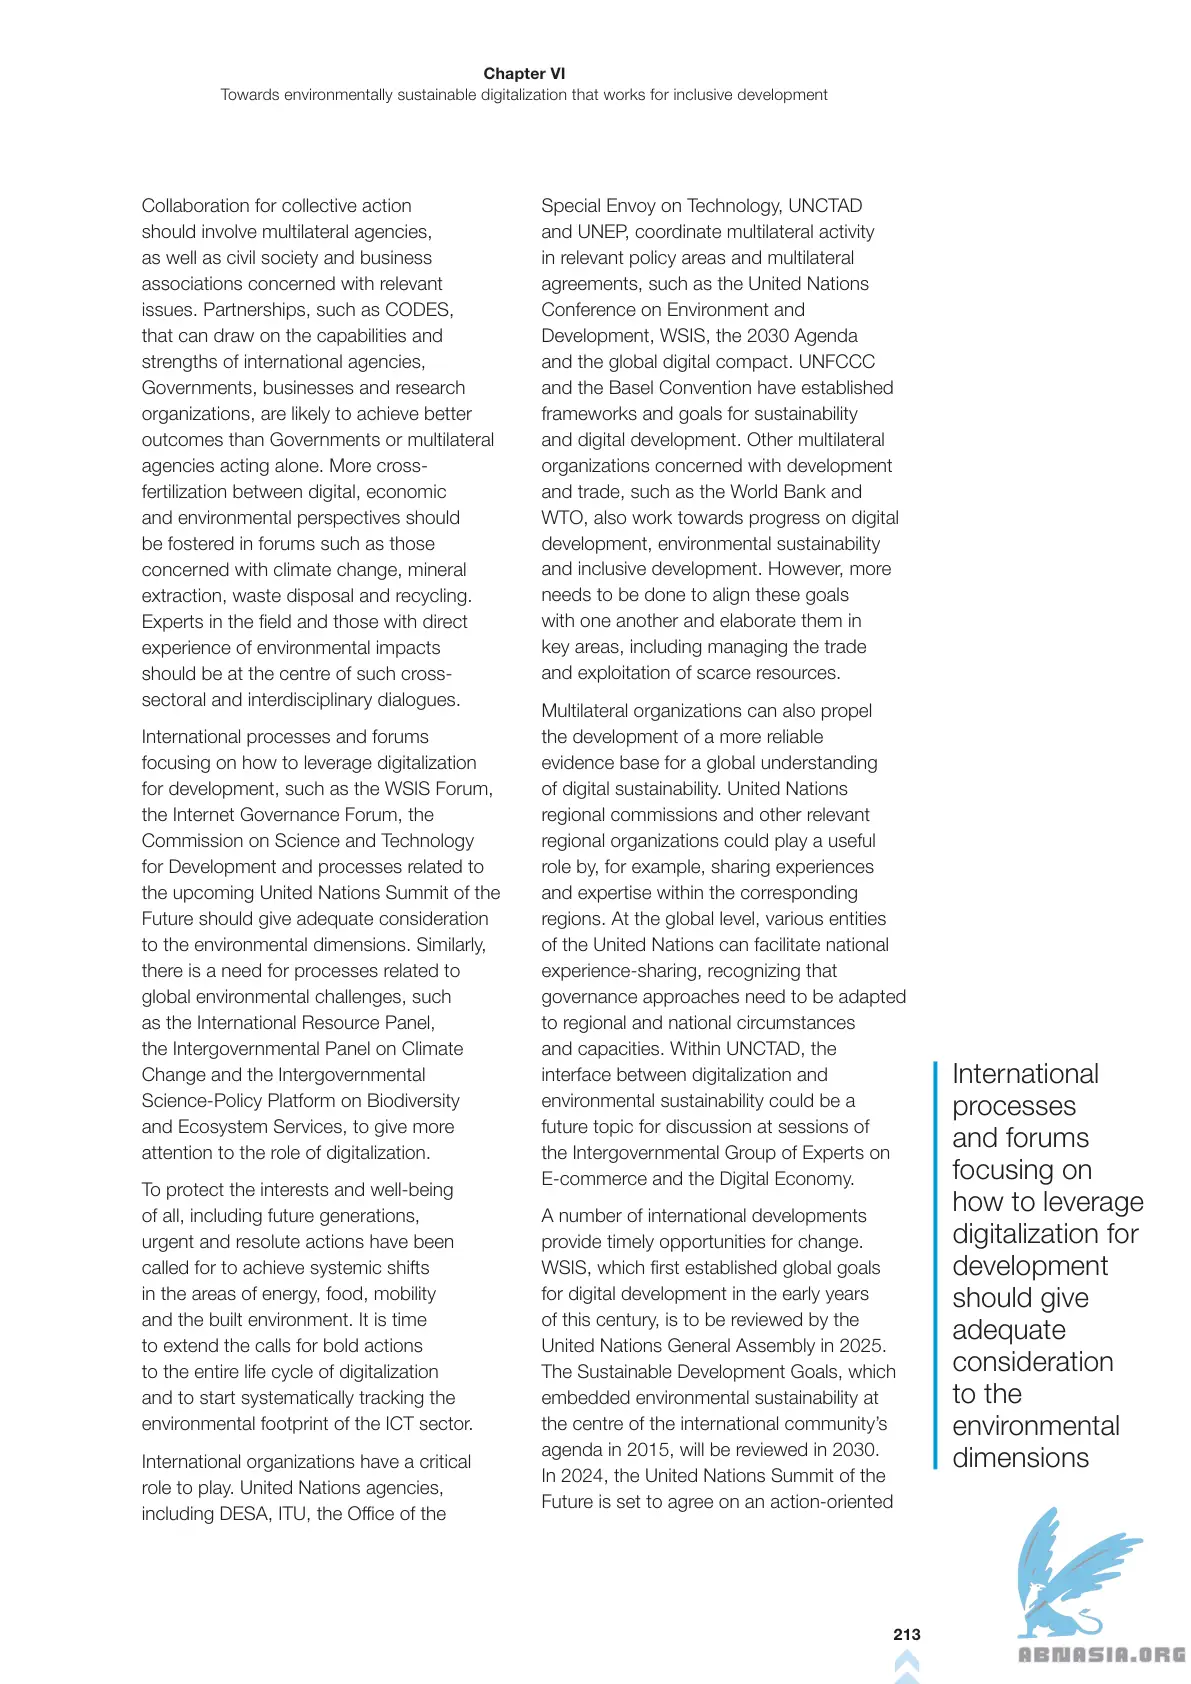 Chapter VI
Towards environmentally sustainable digitalization that works for inclusive development
Collaboration for collective action
should involve multilateral agencies,
as well as civil society and business
associations concerned with relevant
issues. Partnerships, such as CODES,
that can draw on the capabilities and
strengths of international agencies,
Governments, businesses and research
organizations, are likely to achieve better
outcomes than Governments or multilateral
agencies acting alone. More cross-
fertilization between digital, economic
and environmental perspectives should
be fostered in forums such as those
concerned with climate change, mineral
extraction, waste disposal and recycling.
Experts in the field and those with direct
experience of environmental impacts
should be at the centre of such cross-
sectoral and interdisciplinary dialogues.
International processes and forums
focusing on how to leverage digitalization
for development, such as the WSIS Forum,
the Internet Governance Forum, the
Commission on Science and Technology
for Development and processes related to
the upcoming United Nations Summit of the
Future should give adequate consideration
to the environmental dimensions. Similarly,
there is a need for processes related to
global environmental challenges, such
as the International Resource Panel,
the Intergovernmental Panel on Climate
Change and the Intergovernmental
Science-Policy Platform on Biodiversity
and Ecosystem Services, to give more
attention to the role of digitalization.
To protect the interests and well-being
of all, including future generations,
urgent and resolute actions have been
called for to achieve systemic shifts
in the areas of energy, food, mobility
and the built environment. It is time
to extend the calls for bold actions
to the entire life cycle of digitalization
and to start systematically tracking the
environmental footprint of the ICT sector.
International organizations have a critical
role to play. United Nations agencies,
including DESA, ITU, the Office of the
Special Envoy on Technology, UNCTAD
and UNEP, coordinate multilateral activity
in relevant policy areas and multilateral
agreements, such as the United Nations
Conference on Environment and
Development, WSIS, the 2030 Agenda
and the global digital compact. UNFCCC
and the Basel Convention have established
frameworks and goals for sustainability
and digital development. Other multilateral
organizations concerned with development
and trade, such as the World Bank and
WTO, also work towards progress on digital
development, environmental sustainability
and inclusive development. However, more
needs to be done to align these goals
with one another and elaborate them in
key areas, including managing the trade
and exploitation of scarce resources.
Multilateral organizations can also propel
the development of a more reliable
evidence base for a global understanding
of digital sustainability. United Nations
regional commissions and other relevant
regional organizations could play a useful
role by, for example, sharing experiences
and expertise within the corresponding
regions. At the global level, various entities
of the United Nations can facilitate national
experience-sharing, recognizing that
governance approaches need to be adapted
to regional and national circumstances
and capacities. Within UNCTAD, the
interface between digitalization and
environmental sustainability could be a
future topic for discussion at sessions of
the Intergovernmental Group of Experts on
E-commerce and the Digital Economy.
A number of international developments
provide timely opportunities for change.
WSIS, which first established global goals
for digital development in the early years
of this century, is to be reviewed by the
United Nations General Assembly in 2025.
The Sustainable Development Goals, which
embedded environmental sustainability at
the centre of the international community's
agenda in 2015, will be reviewed in 2030.
In 2024, the United Nations Summit of the
Future is set to agree on an action-oriented
International
processes
and forums
focusing on
how to leverage
digitalization for
development
should give
adequate
consideration
to the
environmental
dimensions
213
ABNASIA.ORG